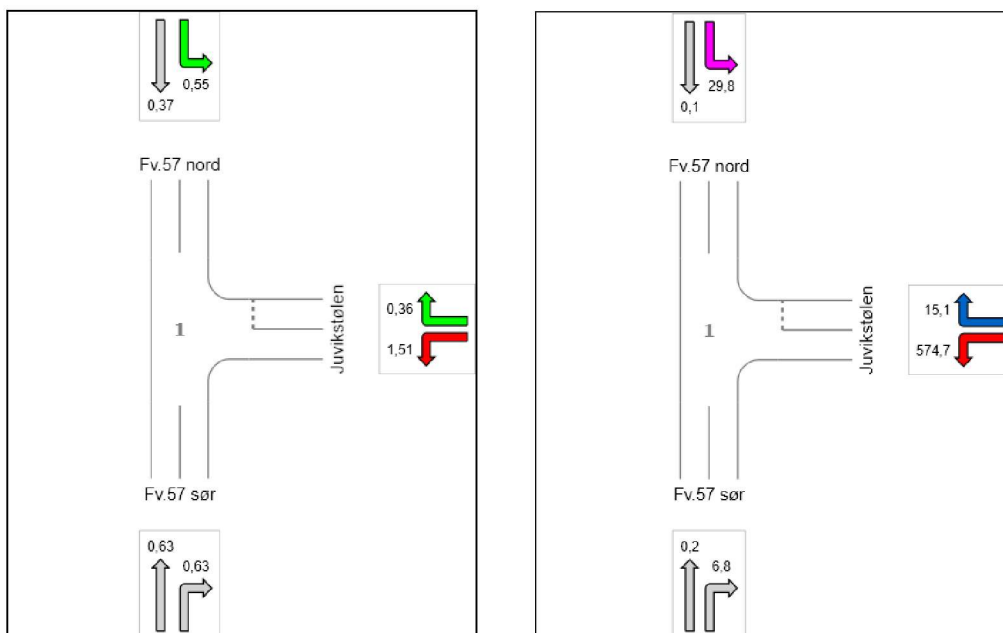 0,55
0,37
Fv.57 nord
0,36
1,51
Juvikstølen
1
Fv.57 sør
0,63
0,63
29,8
0,1
Fv.57 nord
15,1
574,7
Juvikstølen
1
Fv.57 sør
0,2
6,8